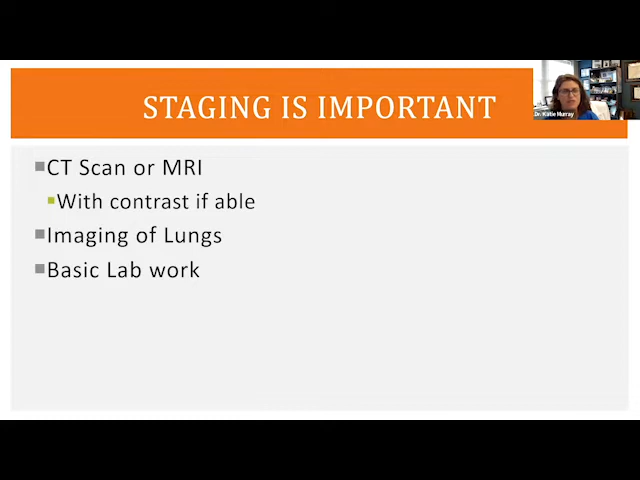 STAGING IS IMPORTANT
Dr. Katie Murray
CT Scan or MRI
With contrast if able
Imaging of Lungs
Basic Lab work